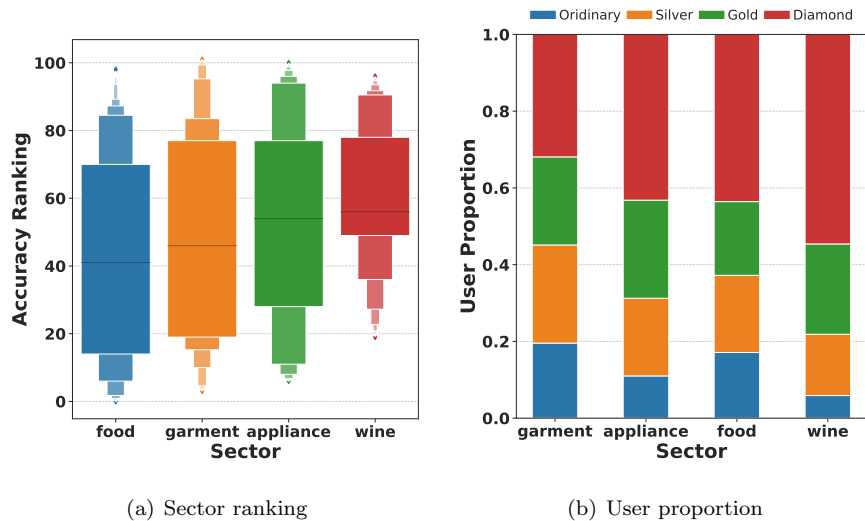 Oridinary Silver Gold Diamond
100
80
60
40
20
0
Accuracy Ranking
food garment appliance wine
Sector
1.0
0.8
0.6
0.4
0.2
0.0
User Proportion
garment appliance food wine
Sector
(a) Sector ranking
(b) User proportion